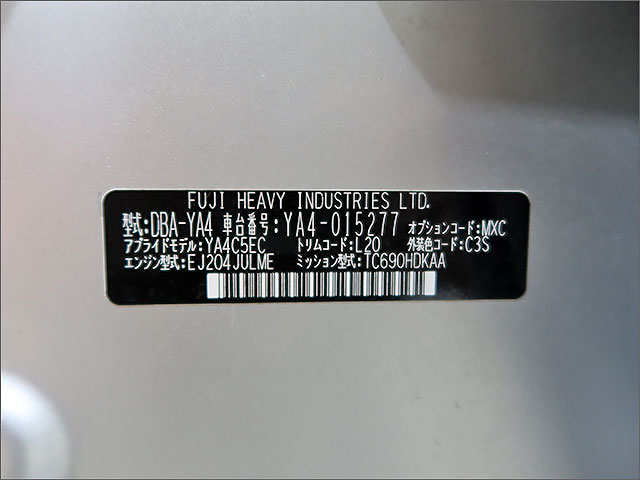 FUJI HEAVY INDUSTRIES LTD.
型式:DBA-YA4 車台番号:YA4-015277 オプションコード:MXC
アプライドモデル:YA4C5EC トリムコード:L20 外装色コード:C3S
エンジン型式:EJ204JULME ミッション型式:TC690HDKAA